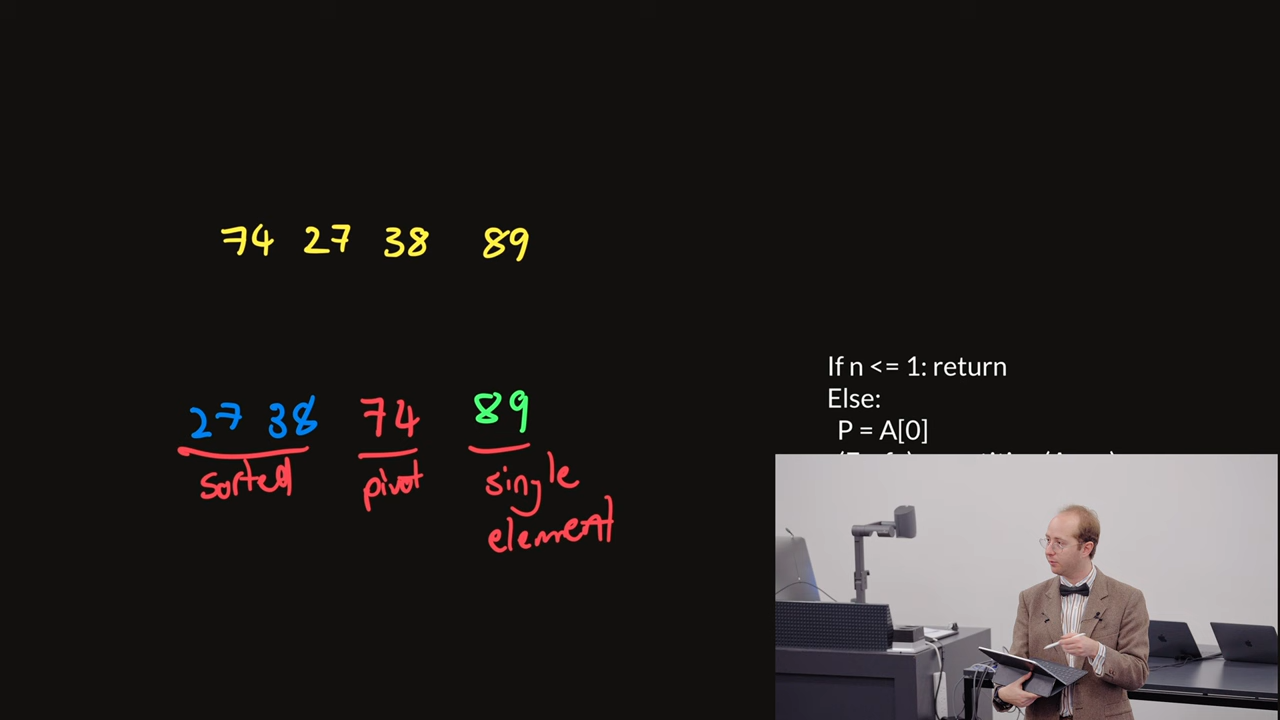 74 27 38 89
27 38 74 89
sorted pivot single
element
If n <= 1: return
Else:
P = A[0]